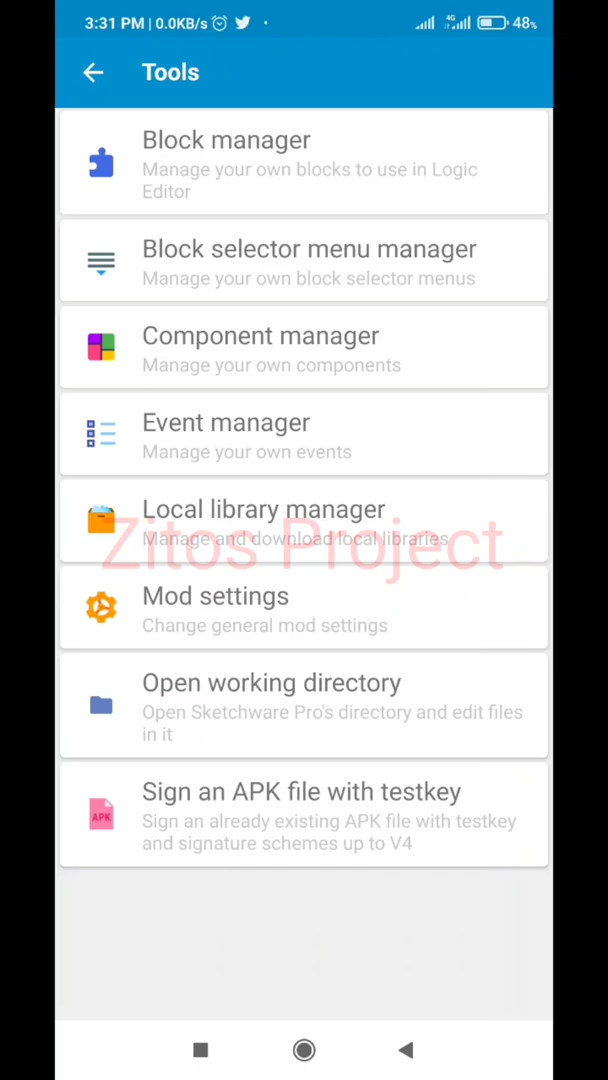 3:31 PM | 0.0KB/s
4G
48%
Tools
Block manager
Manage your own blocks to use in Logic
Editor
Block selector menu manager
Manage your own block selector menus
Component manager
Manage your own components
Event manager
Manage your own events
Local library manager
Manage and download local libraries
Zitos Project
Mod settings
Change general mod settings
Open working directory
Open Sketchware Pro's directory and edit files
in it
Sign an APK file with testkey
APK
Sign an already existing APK file with testkey
and signature schemes up to V4